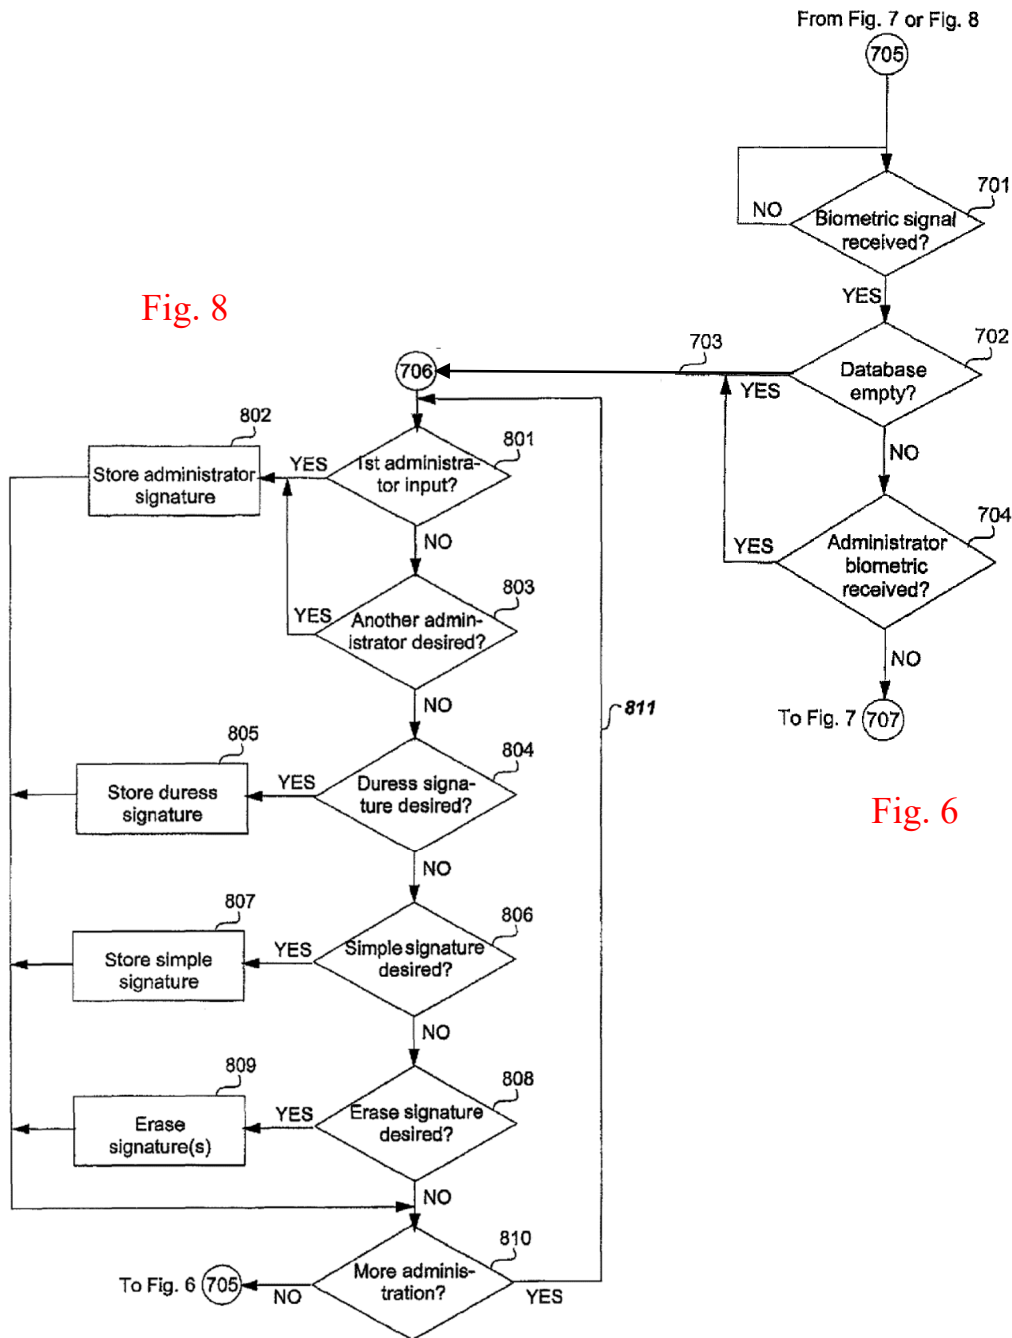 From Fig. 7 or Fig. 8
705
701
NO
Biometric signal
received?
YES
Fig. 8
703
702
706
Database
empty?
YES
802
801
NO
Store administrator
signature
YES
1st administra-
tor input?
704
NO
YES
Administrator
biometric
received?
803
YES
Another admin-
istrator desired?
NO
NO
811
To Fig. 7
707
805
804
Store duress
signature
YES
Duress signa-
ture desired?
Fig. 6
NO
807
806
Store simple
signature
YES
Simple signature
desired?
NO
809
808
Erase
signature(s)
YES
Erase signature
desired?
NO
810
To Fig. 6
705
NO
More adminis-
tration?
YES